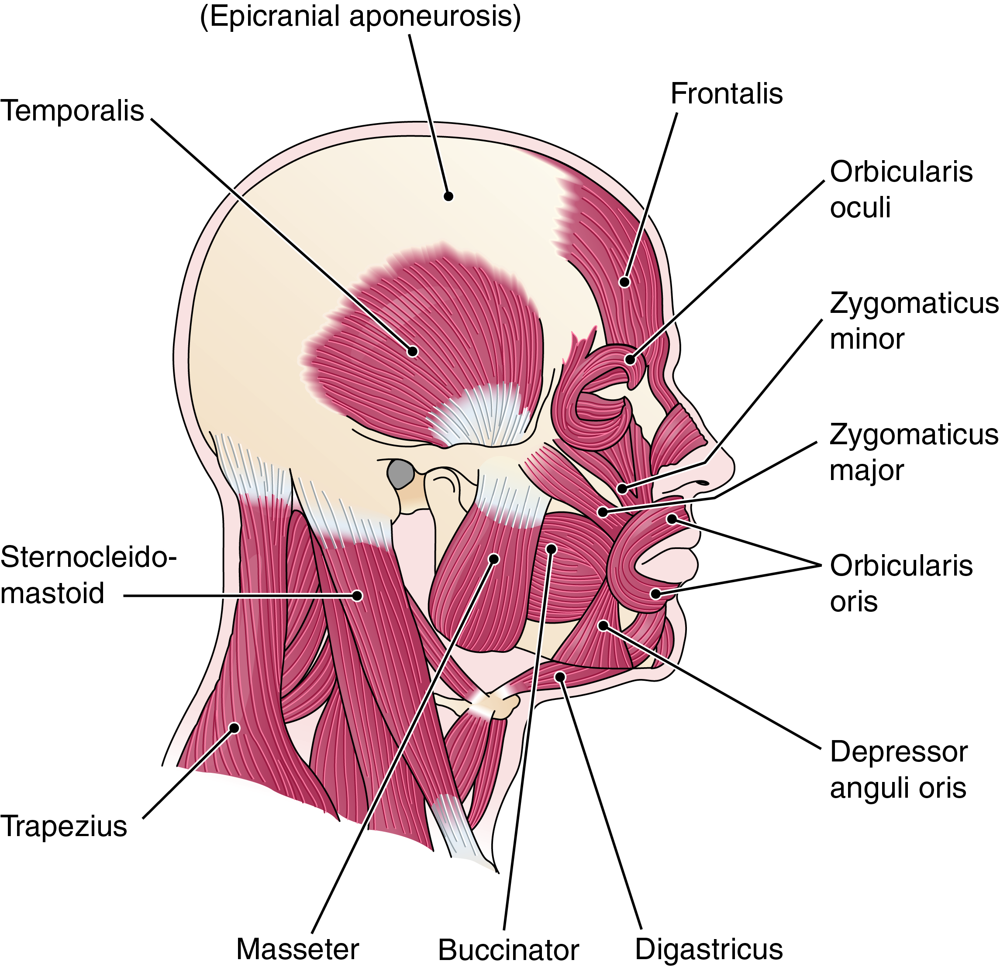 (Epicranial aponeurosis)
Temporalis
Frontalis
Orbicularis
oculi
Zygomaticus
minor
Zygomaticus
major
Sternocleido-
mastoid
Orbicularis
oris
Depressor
anguli oris
Trapezius
Masseter
Buccinator
Digastricus